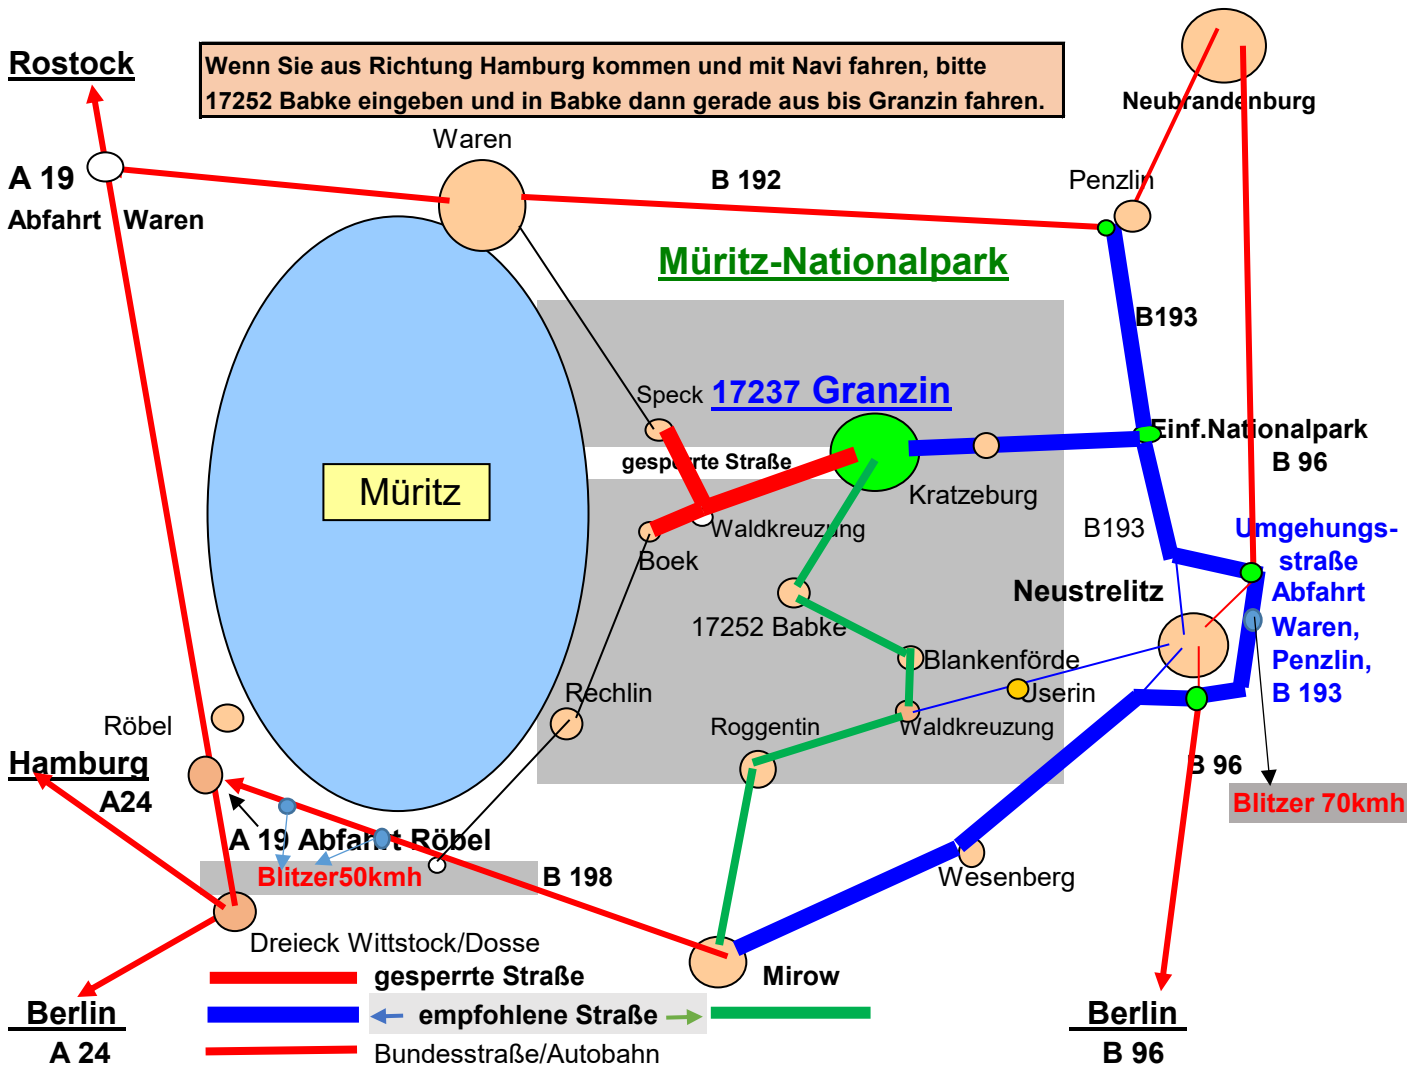 Rostock
Wenn Sie aus Richtung Hamburg kommen und mit Navi fahren, bitte
17252 Babke eingeben und in Babke dann gerade aus bis Granzin fahren.
Neubrandenburg
Waren
A 19
B 192
Penzlin
Abfahrt Waren
Müritz-Nationalpark
B193
Speck
17237 Granzin
Einf.Nationalpark
B 96
gesperrte Straße
Müritz
Kratzeburg
Waldkreuzung
B193
Umgehungs-
straße
Boek
Neustrelitz
Abfahrt
Waren,
Penzlin,
B 193
17252 Babke
Blankenförde
Userin
Rechlin
Röbel
Roggentin
Waldkreuzung
Hamburg
A24
B 96
Blitzer 70kmh
A 19 Abfahrt Röbel
Blitzer50kmh
B 198
Wesenberg
Dreieck Wittstock/Dosse
Mirow
gesperrte Straße
empfohlene Straße
Bundesstraße/Autobahn
Berlin
A 24
Berlin
B 96